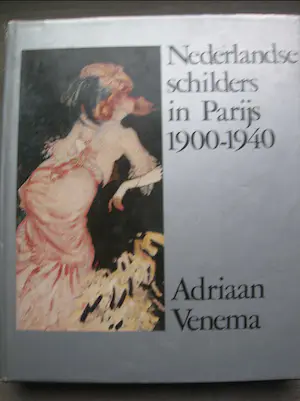 Nederlandse
schilders
in Parijs
1900-1940
Adriaan
Venema